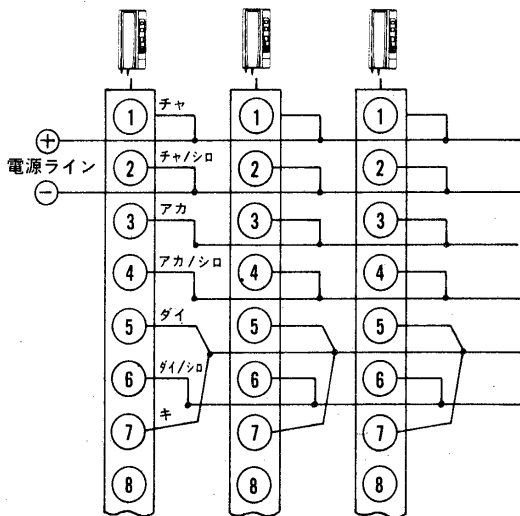 ① チャ ① ①
⊕
電源ライン
⊖
② チャ/シロ ② ②
③ アカ ③ ③
④ アカ/シロ ④ ④
⑤ ダイ ⑤ ⑤
⑥ ダイ/シロ ⑥ ⑥
⑦ キ ⑦ ⑦
⑧ ⑧ ⑧